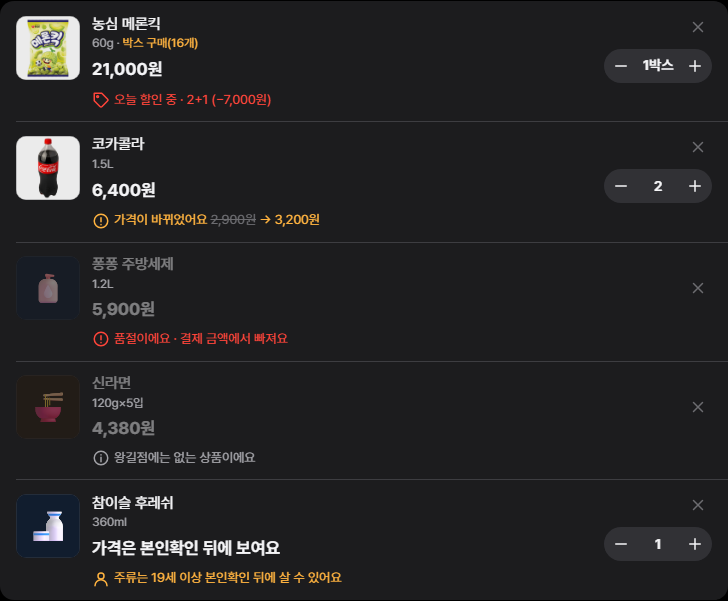 농심 메론킥
60g · 박스 구매(16개)
21,000원
1박스
오늘 할인 중 · 2+1 (−7,000원)
메론킥
코카콜라
1.5L
6,400원
2
가격이 바뀌었어요 2,900원 → 3,200원
Coca-Cola
퐁퐁 주방세제
1.2L
5,900원
품절이에요 · 결제 금액에서 빠져요
신라면
120g×5입
4,380원
왕길점에는 없는 상품이에요
참이슬 후레쉬
360ml
가격은 본인확인 뒤에 보여요
1
주류는 19세 이상 본인확인 뒤에 살 수 있어요